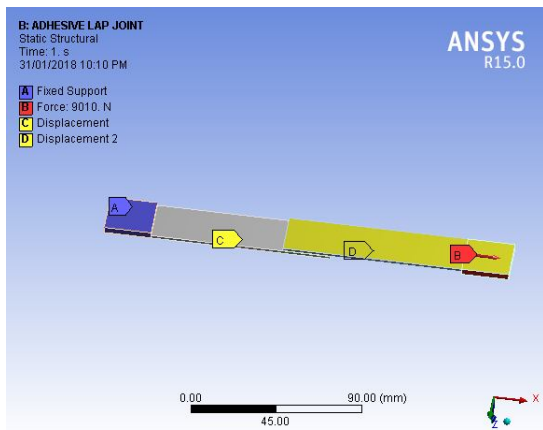 B: ADHESIVE LAP JOINT
Static Structural
Time: 1. s
31/01/2018 10:10 PM
A Fixed Support
B Force: 9010. N
C Displacement
D Displacement 2
ANSYS
R15.0
A
C
D
B
0.00 90.00 (mm)
45.00
X
Z